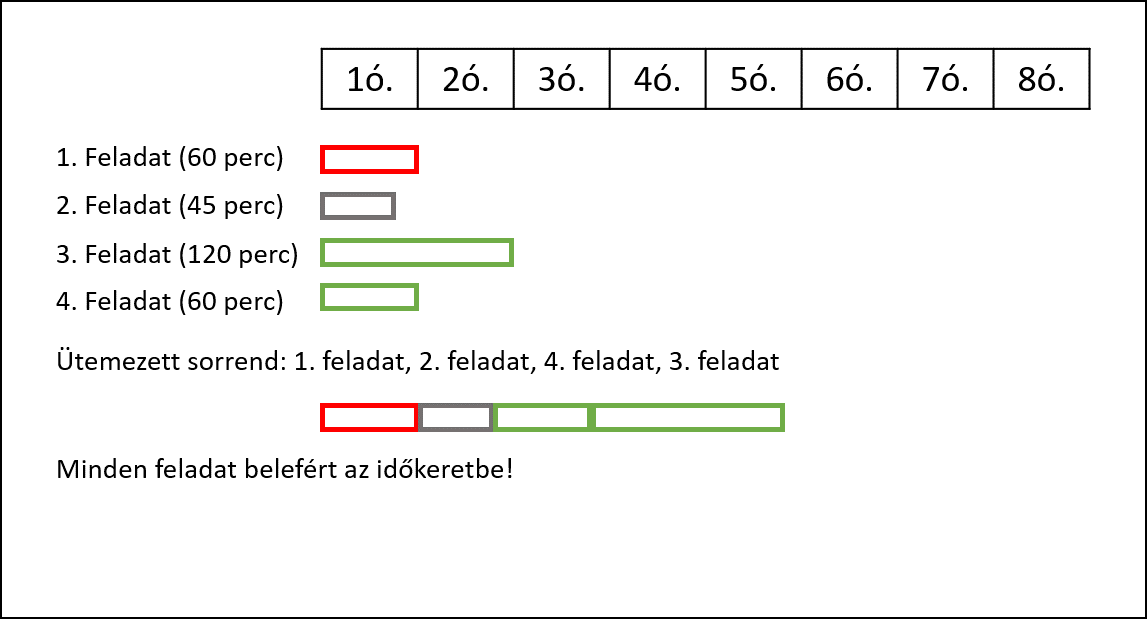 1ó. 2ó. 3ó. 4ó. 5ó. 6ó. 7ó. 8ó.
1. Feladat (60 perc)
2. Feladat (45 perc)
3. Feladat (120 perc)
4. Feladat (60 perc)
Ütemezett sorrend: 1. feladat, 2. feladat, 4. feladat, 3. feladat
Minden feladat belefért az időkeretbe!